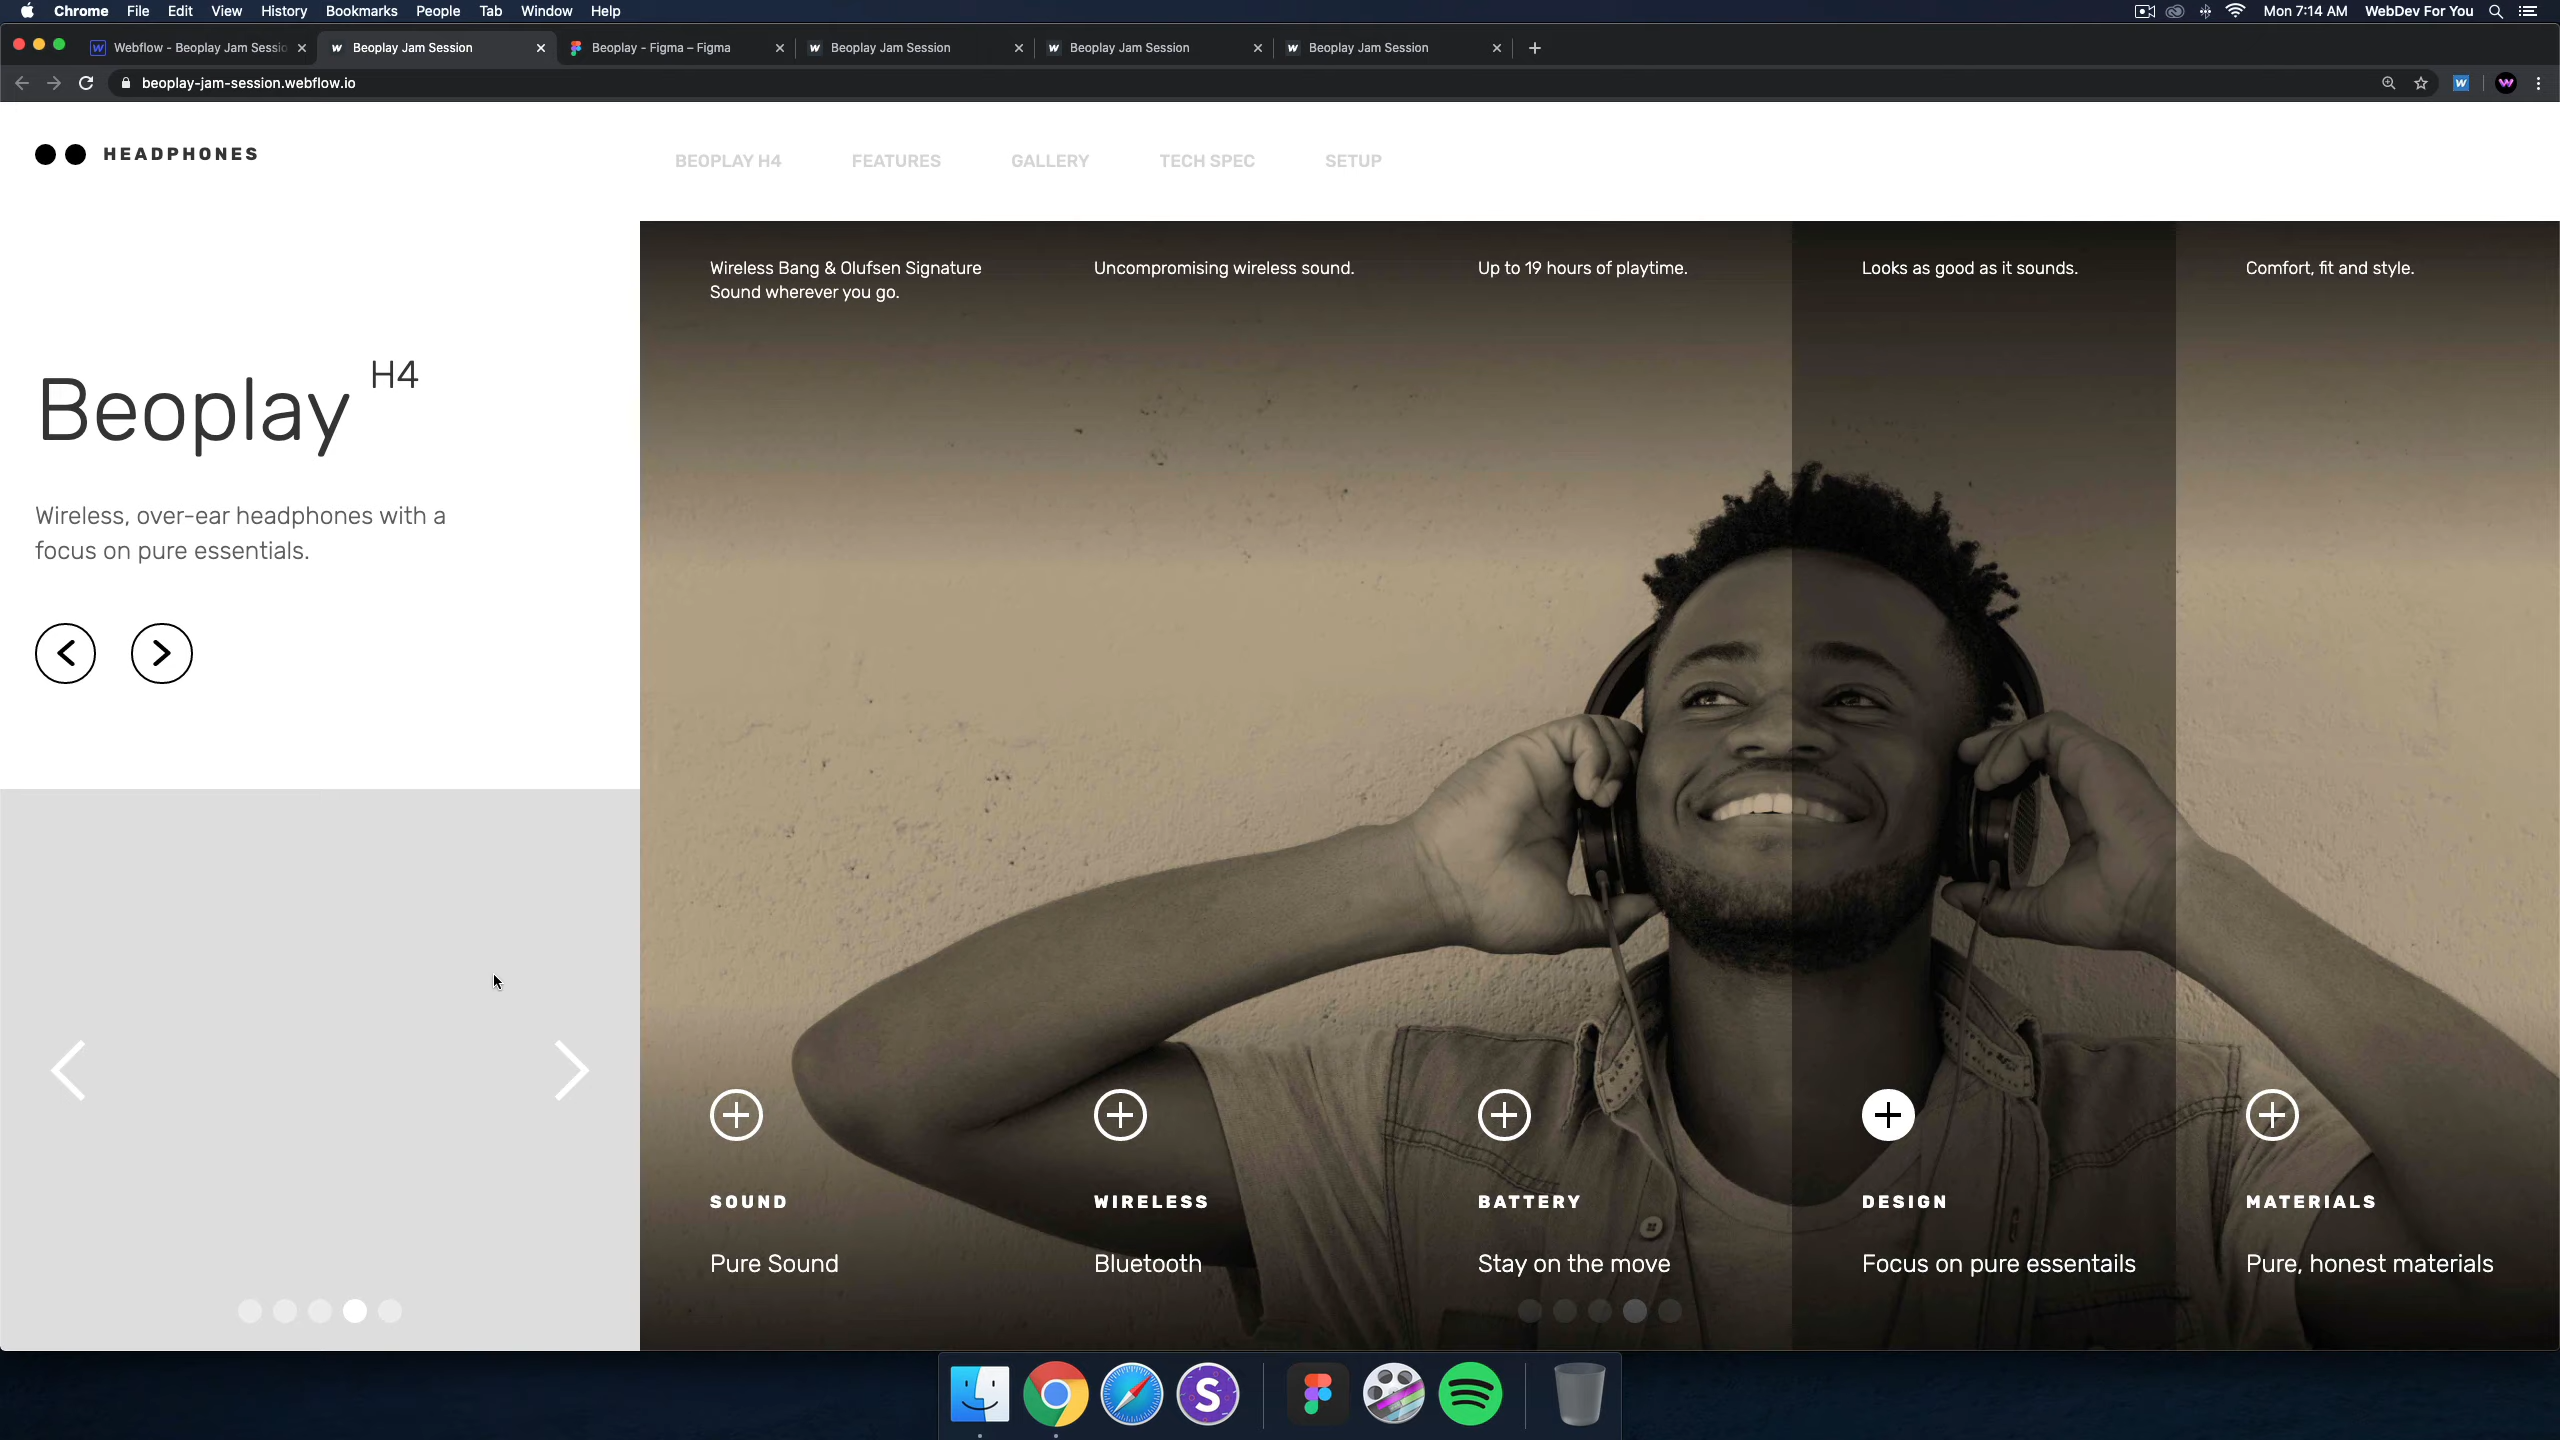 Chrome File Edit View History Bookmarks People Tab Window Help Mon 7:14 AM WebDev For You
Webflow - Beoplay Jam Sessio Beoplay Jam Session Beoplay - Figma – Figma Beoplay Jam Session Beoplay Jam Session Beoplay Jam Session
beoplay-jam-session.webflow.io
HEADPHONES
BEOPLAY H4 FEATURES GALLERY TECH SPEC SETUP
Wireless Bang & Olufsen Signature
Sound wherever you go.
Uncompromising wireless sound.
Up to 19 hours of playtime.
Looks as good as it sounds.
Comfort, fit and style.
Beoplay H4
Wireless, over-ear headphones with a
focus on pure essentials.
SOUND
Pure Sound
WIRELESS
Bluetooth
BATTERY
Stay on the move
DESIGN
Focus on pure essentails
MATERIALS
Pure, honest materials